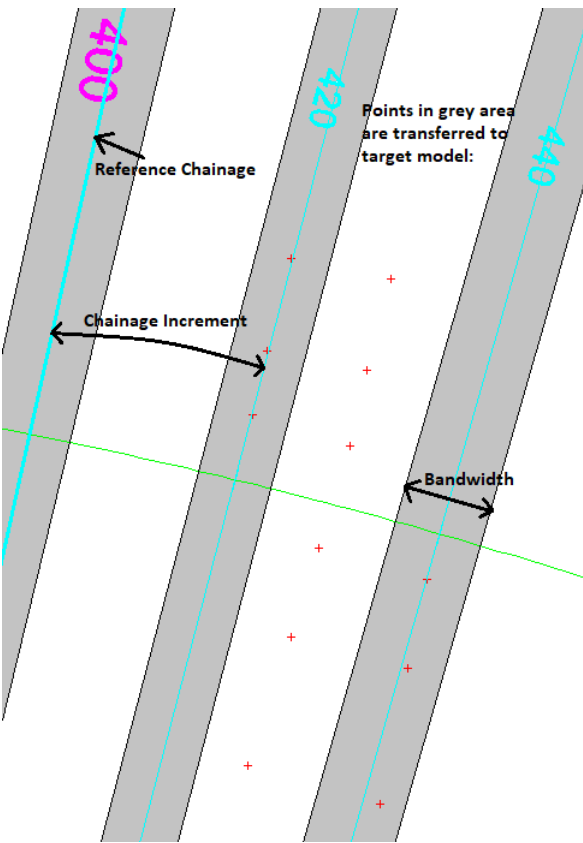 400
420
440
Points in grey area
are transferred to
target model:
Reference Chainage
Chainage Increment
Bandwidth